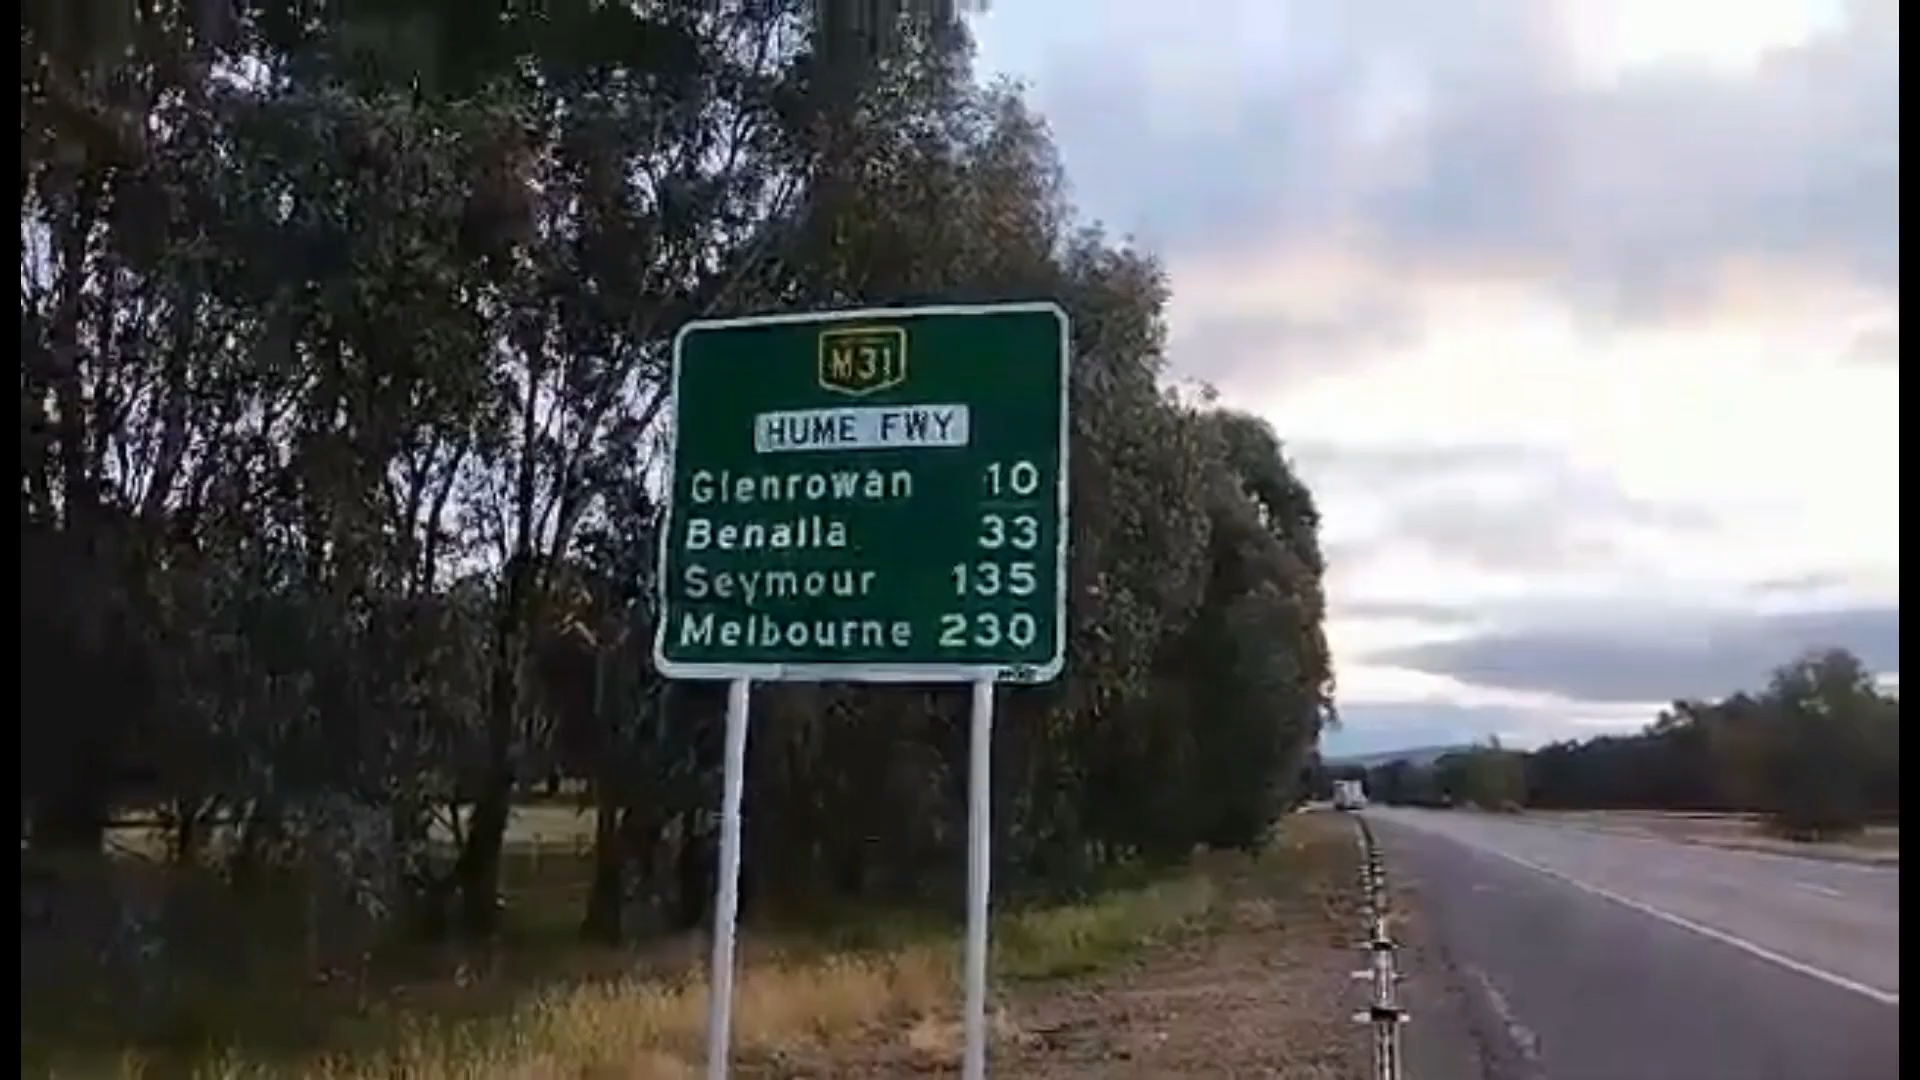 M31
HUME FWY
Glenrowan 10
Benalla 33
Seymour 135
Melbourne 230